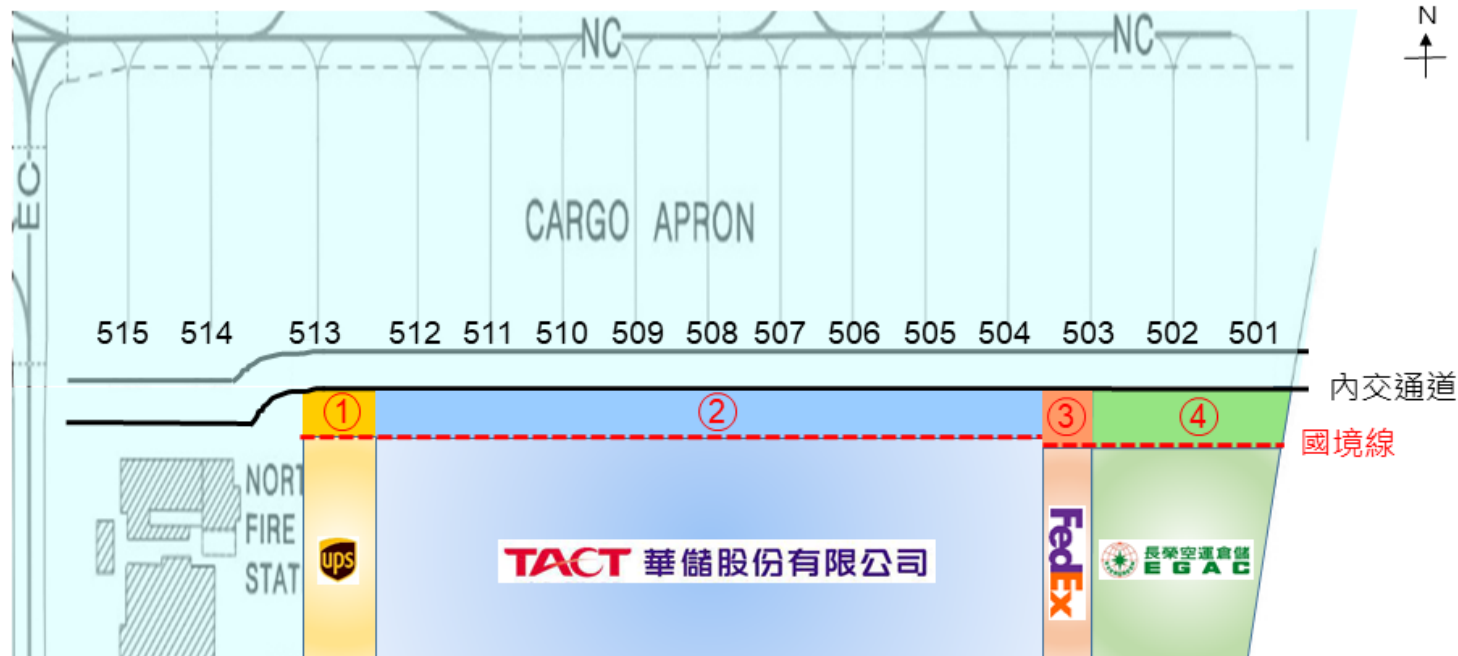 N
NC
NC
EC
CARGO APRON
515 514 513 512 511 510 509 508 507 506 505 504 503 502 501
內交通道
① ② ③ ④
國境線
NORT
FIRE
STAT
ups
TACT 華儲股份有限公司
FedEx
長榮空運倉儲
EGAC